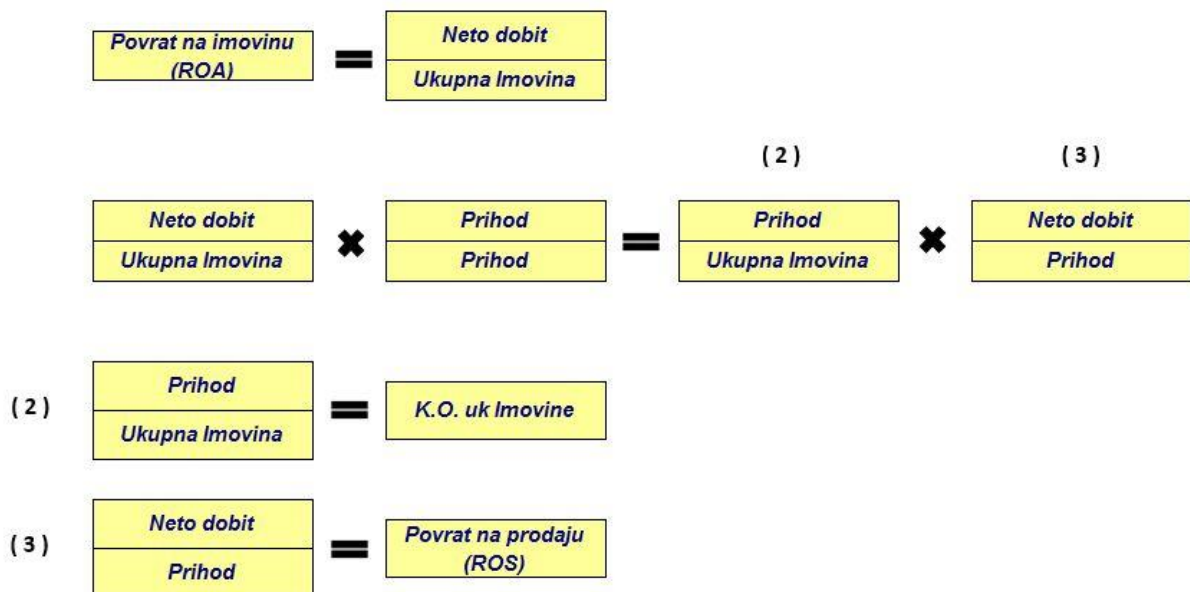 Povrat na imovinu
(ROA)
=
Neto dobit
Ukupna Imovina
( 2 )
( 3 )
Neto dobit
Ukupna Imovina
×
Prihod
Prihod
=
Prihod
Ukupna Imovina
×
Neto dobit
Prihod
( 2 )
Prihod
Ukupna Imovina
=
K.O. uk Imovine
( 3 )
Neto dobit
Prihod
=
Povrat na prodaju
(ROS)